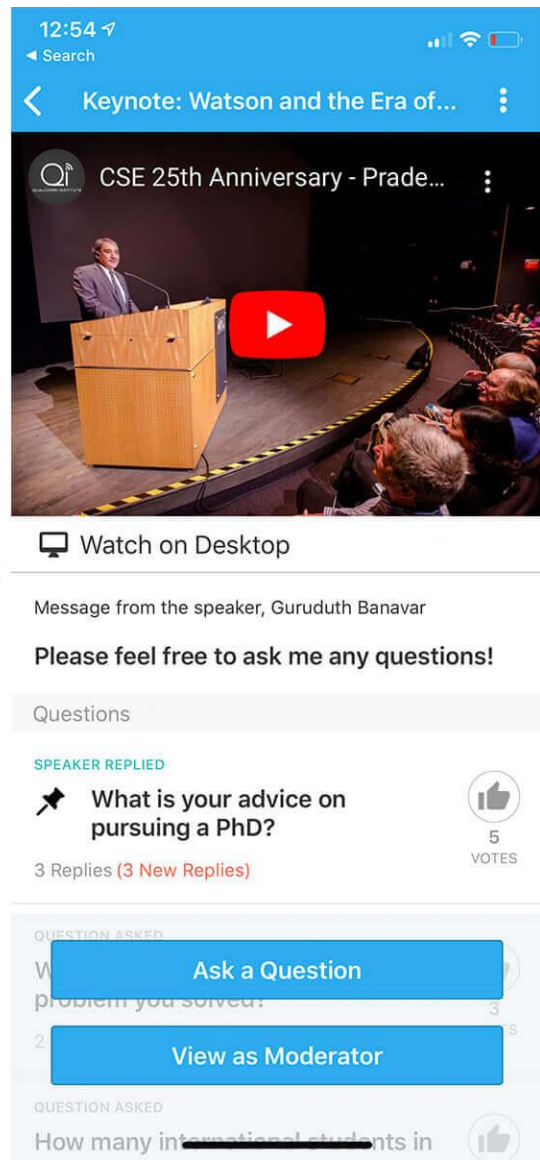 12:54
Search
Keynote: Watson and the Era of...
Qi
CSE 25th Anniversary - Prade...
Watch on Desktop
Message from the speaker, Guruduth Banavar
Please feel free to ask me any questions!
Questions
SPEAKER REPLIED
What is your advice on
pursuing a PhD?
5
VOTES
3 Replies (3 New Replies)
QUESTION ASKED
Ask a Question
problem you solved?
3
2
View as Moderator
QUESTION ASKED
How many international students in